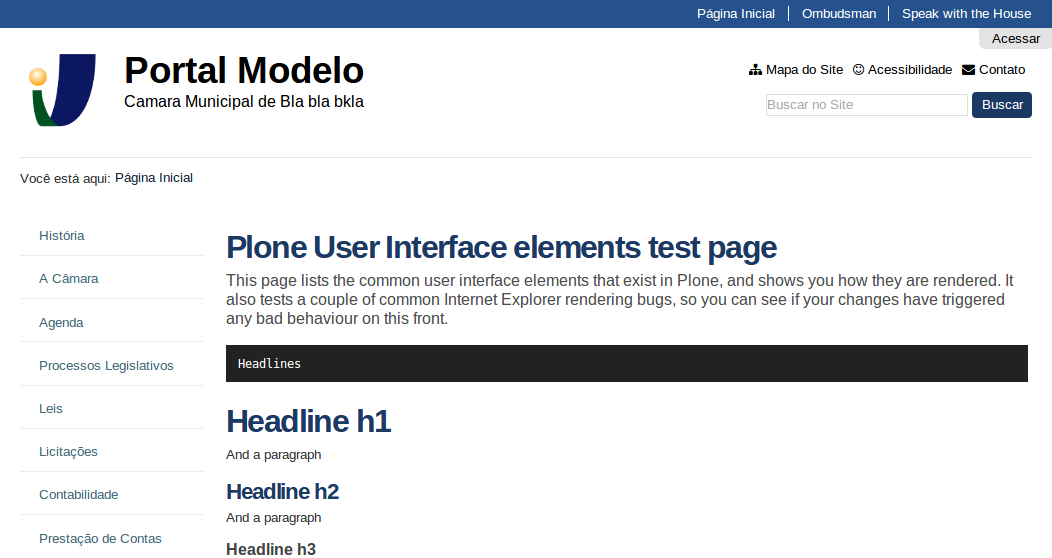 Página Inicial Ombudsman Speak with the House
Acessar
Portal Modelo
Camara Municipal de Bla bla bkla
Mapa do Site Acessibilidade Contato
Buscar no Site Buscar
Você está aqui: Página Inicial
História
A Câmara
Agenda
Processos Legislativos
Leis
Licitações
Contabilidade
Prestação de Contas
Plone User Interface elements test page
This page lists the common user interface elements that exist in Plone, and shows you how they are rendered. It
also tests a couple of common Internet Explorer rendering bugs, so you can see if your changes have triggered
any bad behaviour on this front.
Headlines
Headline h1
And a paragraph
Headline h2
And a paragraph
Headline h3